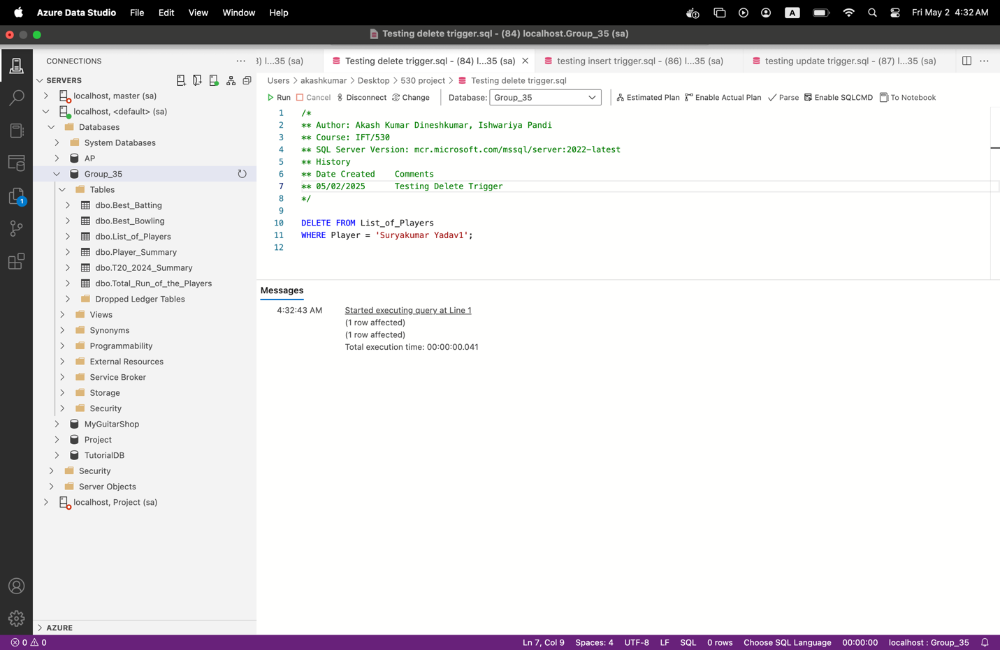 Azure Data Studio File Edit View Window Help A Fri May 2 4:32 AM
Testing delete trigger.sql - (84) localhost.Group_35 (sa)
CONNECTIONS
SERVERS
localhost, master (sa)
localhost, <default> (sa)
Databases
System Databases
AP
Group_35
Tables
dbo.Best_Batting
dbo.Best_Bowling
dbo.List_of_Players
dbo.Player_Summary
dbo.T20_2024_Summary
dbo.Total_Run_of_the_Players
Dropped Ledger Tables
Views
Synonyms
Programmability
External Resources
Service Broker
Storage
Security
MyGuitarShop
Project
TutorialDB
Security
Server Objects
localhost, Project (sa)
1
AZURE
3) l...35 (sa) Testing delete trigger.sql - (84) l...35 (sa) testing insert trigger.sql - (86) l...35 (sa) testing update trigger.sql - (87) l...35 (sa)
Users > akashkumar > Desktop > 530 project > Testing delete trigger.sql
Run Cancel Disconnect Change Database: Group_35 Estimated Plan Enable Actual Plan Parse Enable SQLCMD To Notebook
1 /*
2 ** Author: Akash Kumar Dineshkumar, Ishwariya Pandi
3 ** Course: IFT/530
4 ** SQL Server Version: mcr.microsoft.com/mssql/server:2022-latest
5 ** History
6 ** Date Created    Comments
7 ** 05/02/2025      Testing Delete Trigger
8 */
9
10 DELETE FROM List_of_Players
11 WHERE Player = 'Suryakumar Yadav1';
12
Messages
4:32:43 AM Started executing query at Line 1
(1 row affected)
(1 row affected)
Total execution time: 00:00:00.041
0 0 Ln 7, Col 9 Spaces: 4 UTF-8 LF SQL 0 rows Choose SQL Language 00:00:00 localhost : Group_35